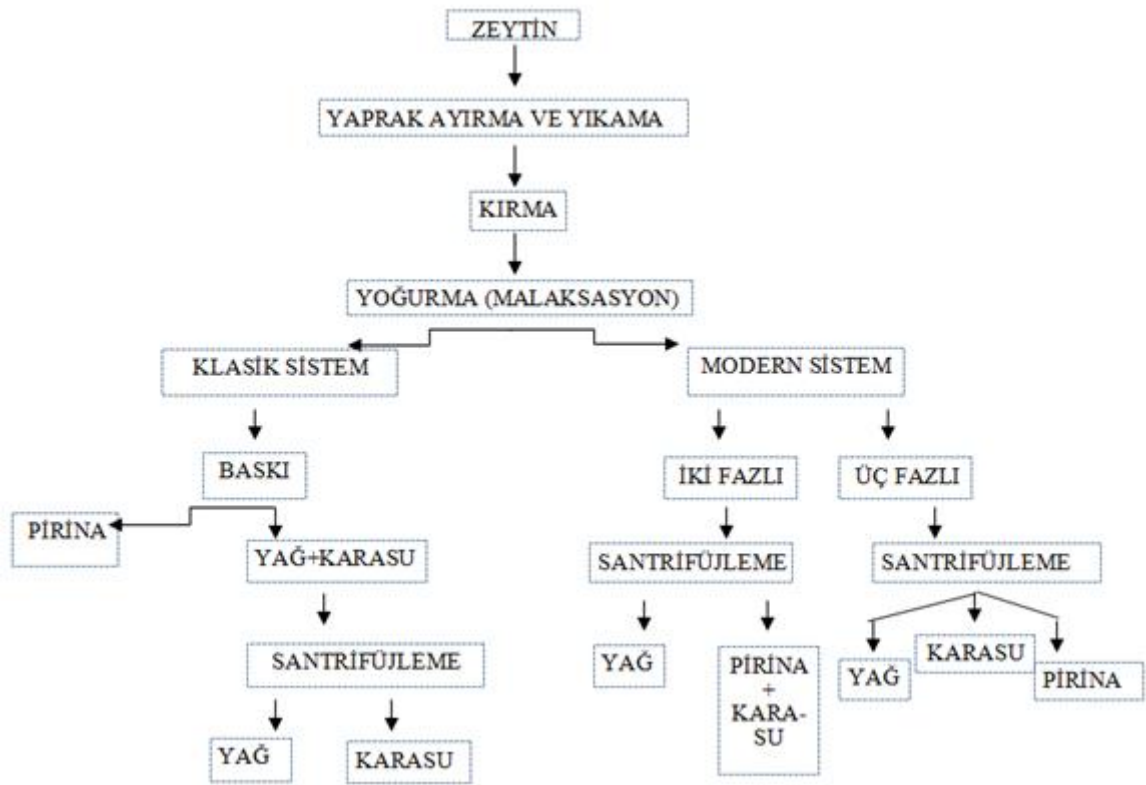 ZEYTİN
YAPRAK AYIRMA VE YIKAMA
KIRMA
YOĞURMA (MALAKSASYON)
KLASİK SİSTEM
MODERN SİSTEM
BASKI
İKİ FAZLI
ÜÇ FAZLI
PİRİNA
YAĞ+KARASU
SANTRİFÜJLEME
SANTRİFÜJLEME
SANTRİFÜJLEME
YAĞ
KARASU
YAĞ
PİRİNA
+
KARA-
SU
YAĞ
KARASU
PİRİNA